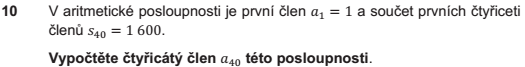 10 V aritmetické posloupnosti je první člen a₁ = 1 a součet prvních čtyřiceti
členů s₄₀ = 1 600.
Vypočtěte čtyřicátý člen a₄₀ této posloupnosti.